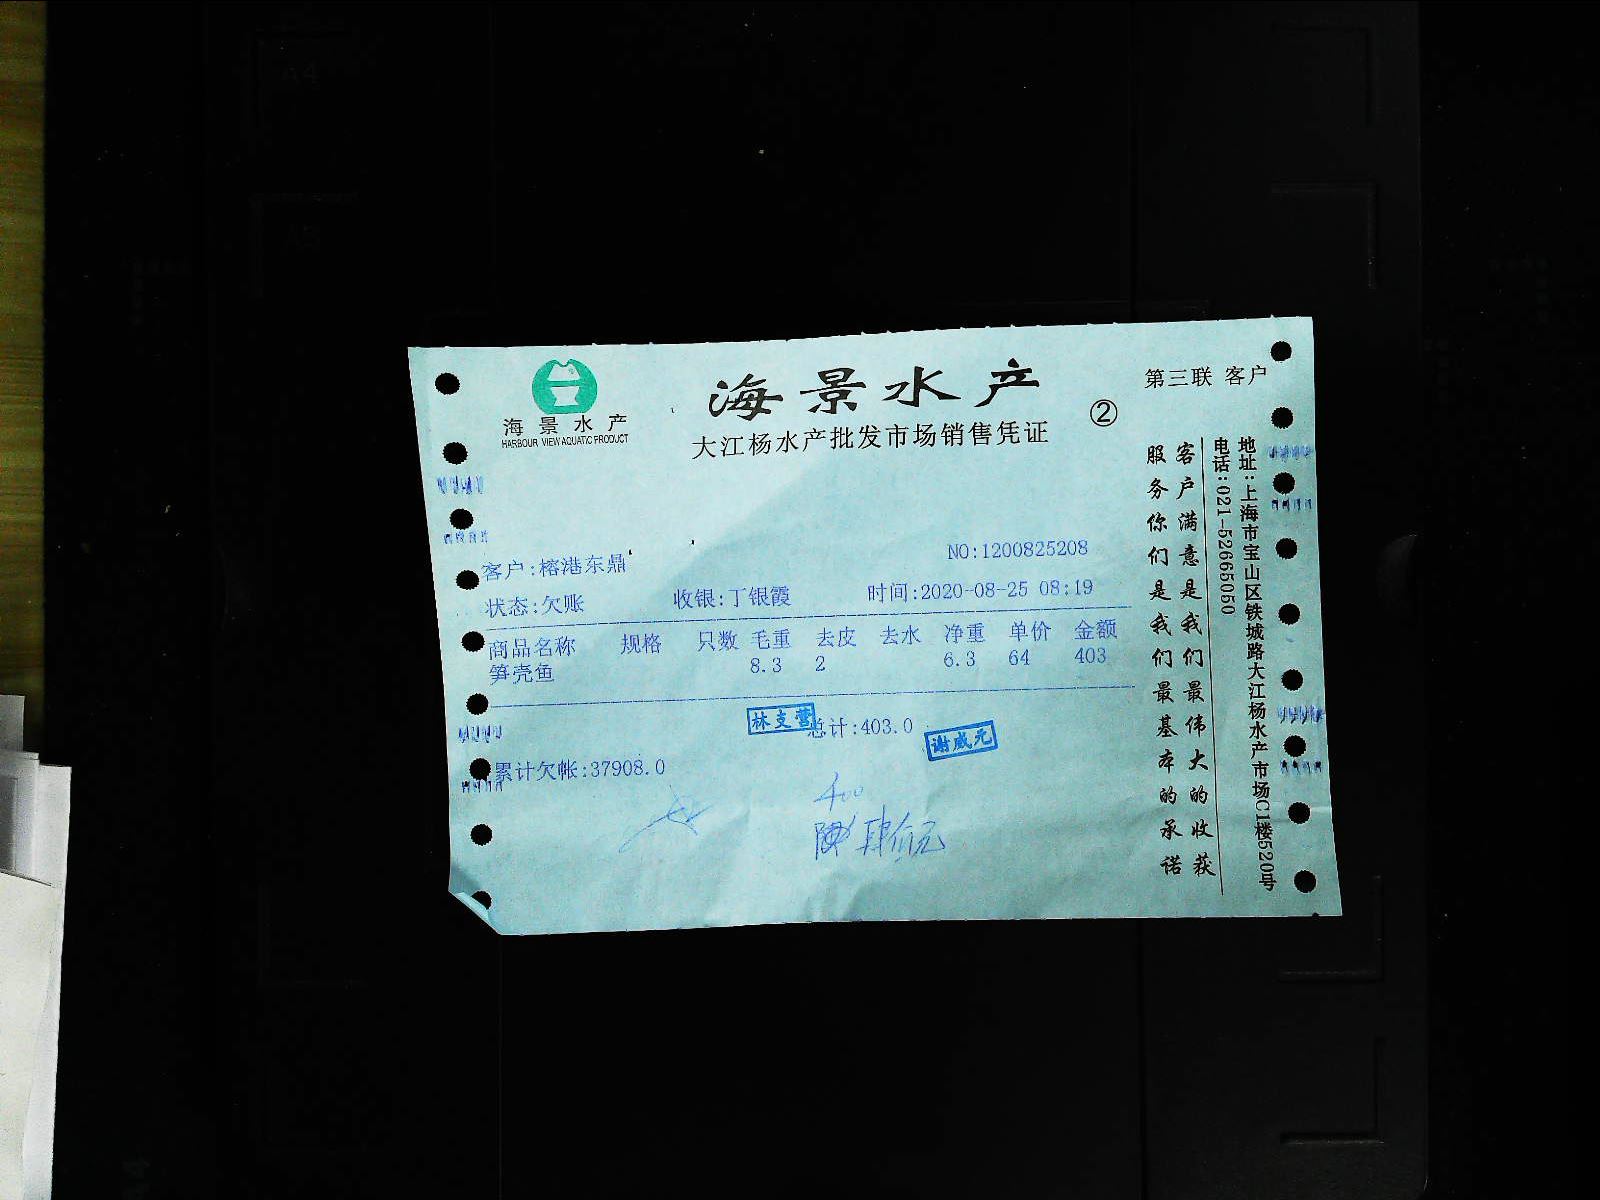 海景水产
HARBOUR VIEW AQUATIC PRODUCT
海景水产
大江杨水产批发市场销售凭证
②
第三联 客户
客户:榕港东鼎
NO:1200825208
状态:欠账 收银:丁银霞 时间:2020-08-25 08:19
商品名称 规格 只数 毛重 去皮 去水 净重 单价 金额
笋壳鱼 8.3 2 6.3 64 403
林支营
总计:403.0
谢威元
累计欠帐:37908.0
400
肆佰元
客户满意是我们最伟大的收获
服务你们是我们最基本的承诺
地址:上海市宝山区铁城路大江杨水产市场C1楼520号
电话:021-52665050
A4
A5